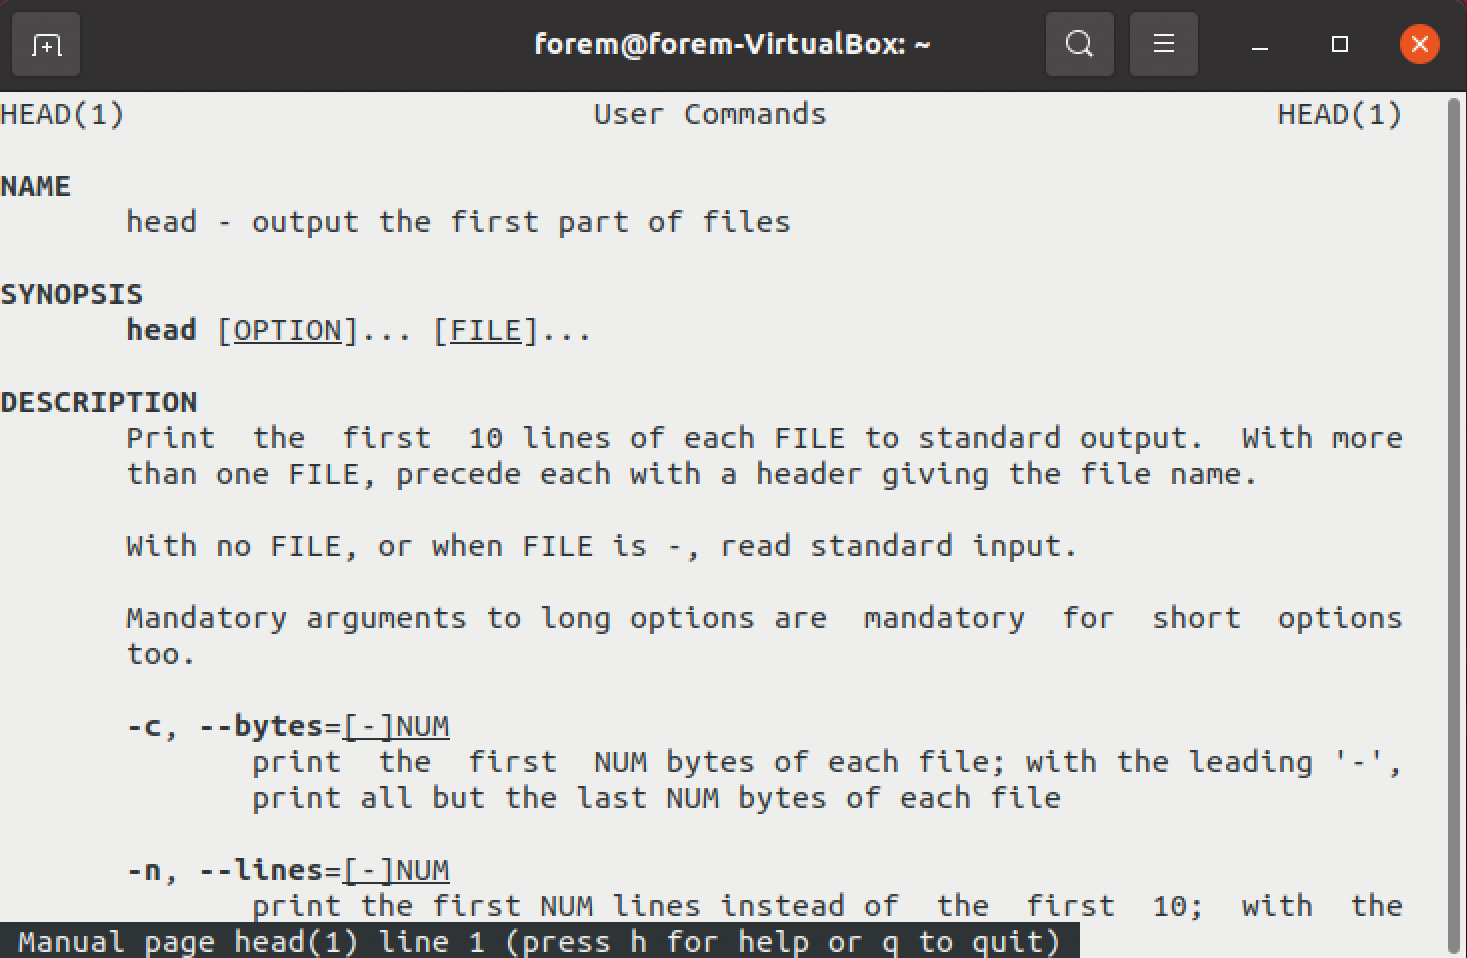 forem@forem-VirtualBox: ~
HEAD(1) User Commands HEAD(1)
NAME
head - output the first part of files
SYNOPSIS
head [OPTION]... [FILE]...
DESCRIPTION
Print the first 10 lines of each FILE to standard output. With more
than one FILE, precede each with a header giving the file name.
With no FILE, or when FILE is -, read standard input.
Mandatory arguments to long options are mandatory for short options
too.
-c, --bytes=[-]NUM
print the first NUM bytes of each file; with the leading '-',
print all but the last NUM bytes of each file
-n, --lines=[-]NUM
print the first NUM lines instead of the first 10; with the
Manual page head(1) line 1 (press h for help or q to quit)